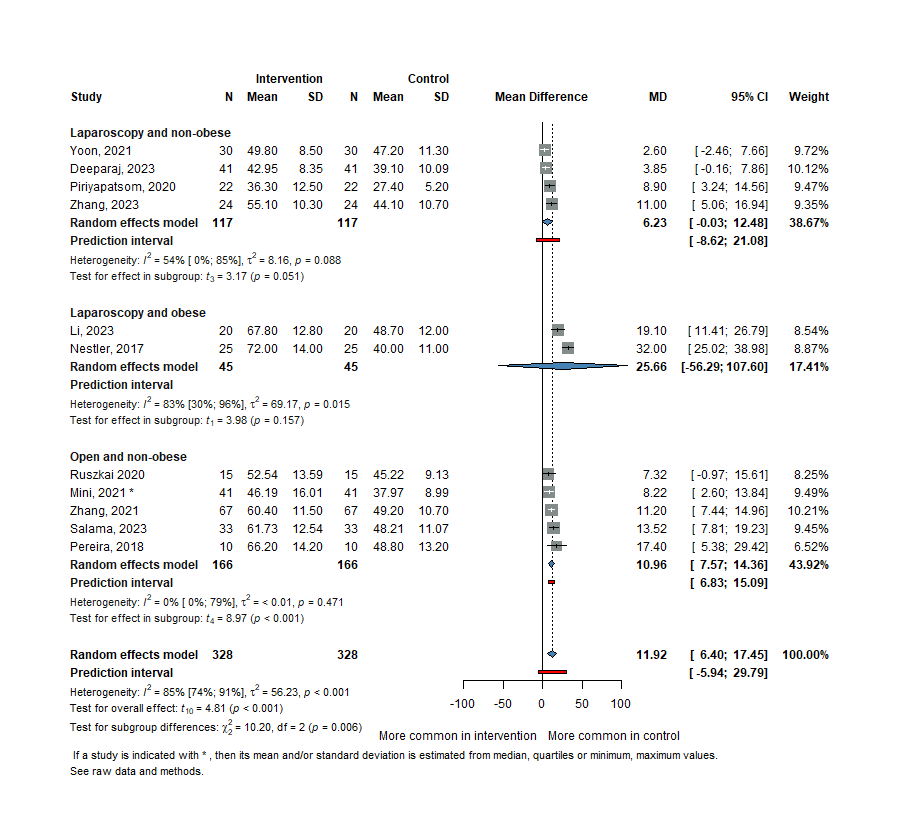 Intervention Control
Study N Mean SD N Mean SD Mean Difference MD 95% CI Weight
Laparoscopy and non-obese
Yoon, 2021 30 49.80 8.50 30 47.20 11.30 2.60 [ -2.46; 7.66] 9.72%
Deeparaj, 2023 41 42.95 8.35 41 39.10 10.09 3.85 [ -0.16; 7.86] 10.12%
Piriyapatsom, 2020 22 36.30 12.50 22 27.40 5.20 8.90 [ 3.24; 14.56] 9.47%
Zhang, 2023 24 55.10 10.30 24 44.10 10.70 11.00 [ 5.06; 16.94] 9.35%
Random effects model 117 117 6.23 [ -0.03; 12.48] 38.67%
Prediction interval [ -8.62; 21.08]
Heterogeneity: I² = 54% [ 0%; 85%], τ² = 8.16, p = 0.088
Test for effect in subgroup: t₃ = 3.17 (p = 0.051)
Laparoscopy and obese
Li, 2023 20 67.80 12.80 20 48.70 12.00 19.10 [ 11.41; 26.79] 8.54%
Nestler, 2017 25 72.00 14.00 25 40.00 11.00 32.00 [ 25.02; 38.98] 8.87%
Random effects model 45 45 25.66 [-56.29; 107.60] 17.41%
Prediction interval
Heterogeneity: I² = 83% [30%; 96%], τ² = 69.17, p = 0.015
Test for effect in subgroup: t₁ = 3.98 (p = 0.157)
Open and non-obese
Ruszkai 2020 15 52.54 13.59 15 45.22 9.13 7.32 [ -0.97; 15.61] 8.25%
Mini, 2021 * 41 46.19 16.01 41 37.97 8.99 8.22 [ 2.60; 13.84] 9.49%
Zhang, 2021 67 60.40 11.50 67 49.20 10.70 11.20 [ 7.44; 14.96] 10.21%
Salama, 2023 33 61.73 12.54 33 48.21 11.07 13.52 [ 7.81; 19.23] 9.45%
Pereira, 2018 10 66.20 14.20 10 48.80 13.20 17.40 [ 5.38; 29.42] 6.52%
Random effects model 166 166 10.96 [ 7.57; 14.36] 43.92%
Prediction interval [ 6.83; 15.09]
Heterogeneity: I² = 0% [ 0%; 79%], τ² = < 0.01, p = 0.471
Test for effect in subgroup: t₄ = 8.97 (p < 0.001)
Random effects model 328 328 11.92 [ 6.40; 17.45] 100.00%
Prediction interval [ -5.94; 29.79]
Heterogeneity: I² = 85% [74%; 91%], τ² = 56.23, p < 0.001
Test for overall effect: t₁₀ = 4.81 (p < 0.001)
Test for subgroup differences: χ²₂ = 10.20, df = 2 (p = 0.006)
-100 -50 0 50 100
More common in intervention More common in control
If a study is indicated with * , then its mean and/or standard deviation is estimated from median, quartiles or minimum, maximum values.
See raw data and methods.